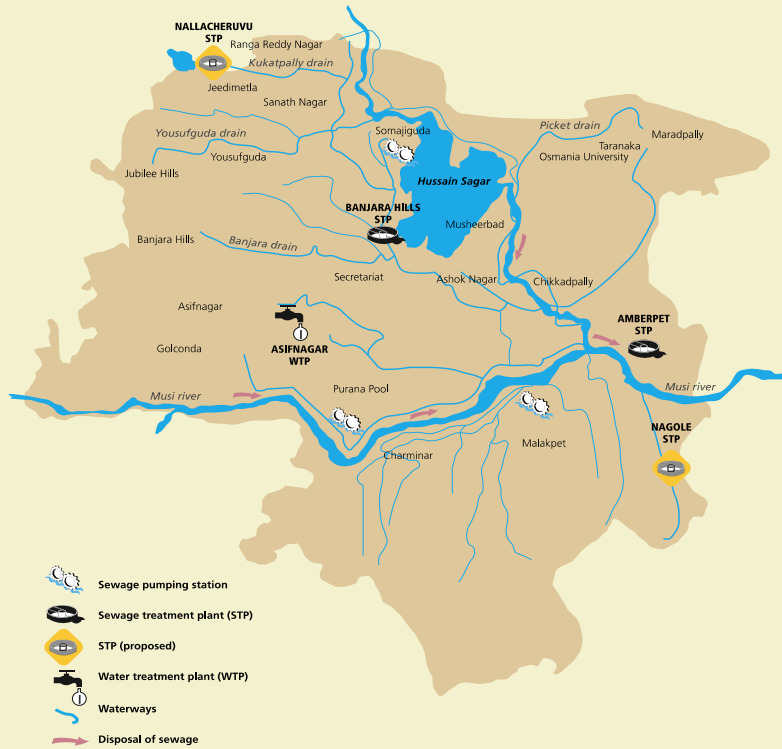 NALLACHERUVU
STP
Ranga Reddy Nagar
Kukatpally drain
Jeedimetla
Sanath Nagar
Yousufguda drain
Somajiguda
Picket drain
Maradpally
Taranaka
Osmania University
Yousufguda
Jubilee Hills
Hussain Sagar
BANJARA HILLS
STP
Musheerbad
Banjara Hills
Banjara drain
Secretariat
Ashok Nagar
Chikkadpally
Asifnagar
AMBERPET
STP
Golconda
ASIFNAGAR
WTP
Purana Pool
Musi river
Musi river
NAGOLE
STP
Malakpet
Charminar
Sewage pumping station
Sewage treatment plant (STP)
STP (proposed)
Water treatment plant (WTP)
Waterways
Disposal of sewage